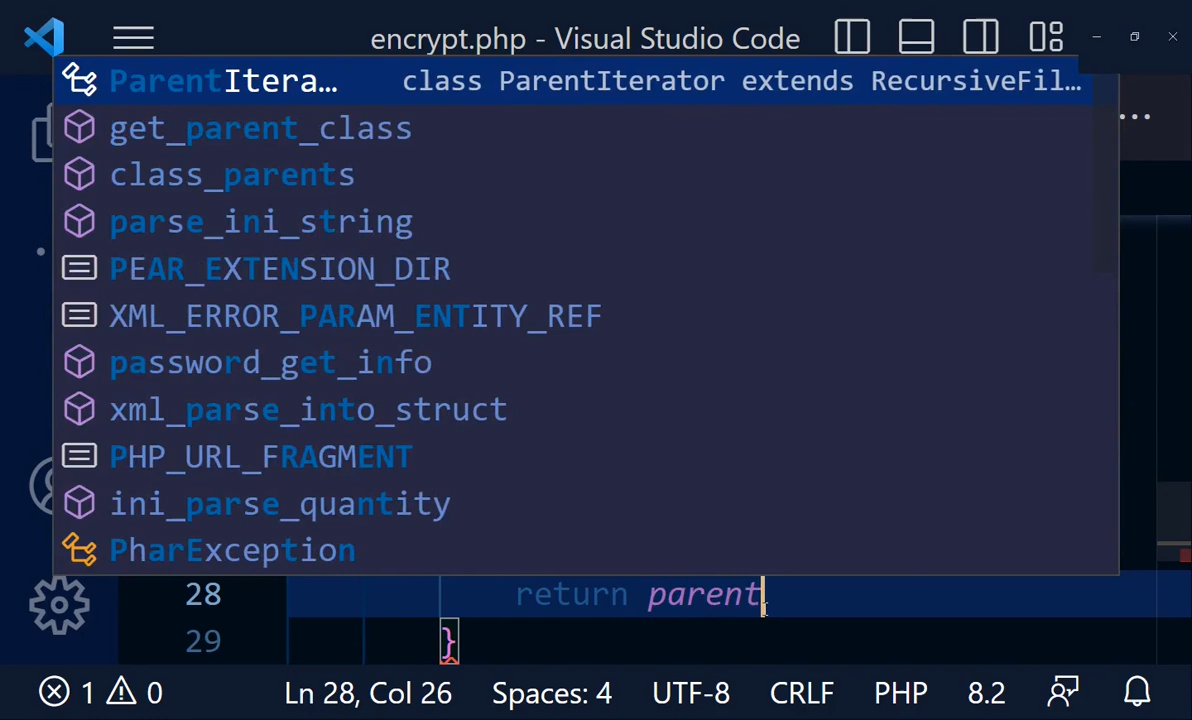 encrypt.php - Visual Studio Code
ParentItera... class ParentIterator extends RecursiveFil...
get_parent_class
class_parents
parse_ini_string
PEAR_EXTENSION_DIR
XML_ERROR_PARAM_ENTITY_REF
password_get_info
xml_parse_into_struct
PHP_URL_FRAGMENT
ini_parse_quantity
PharException
28 return parent
29 }
1 0 Ln 28, Col 26 Spaces: 4 UTF-8 CRLF PHP 8.2